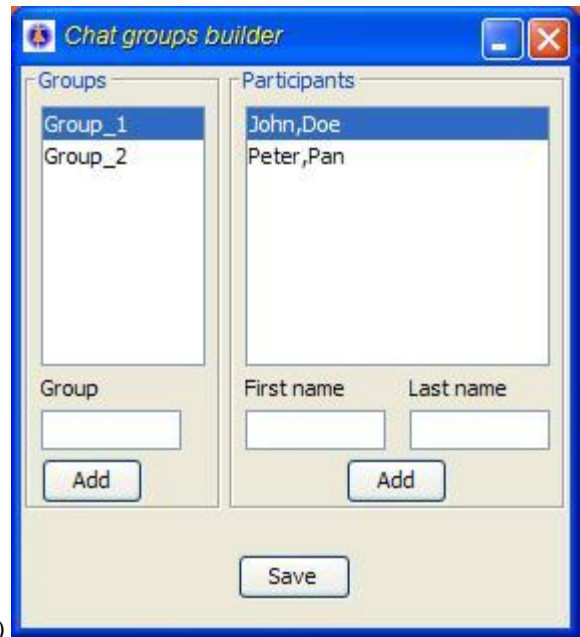 Chat groups builder
Groups
Participants
Group_1
Group_2
John,Doe
Peter,Pan
Group
First name
Last name
Add
Add
Save
)